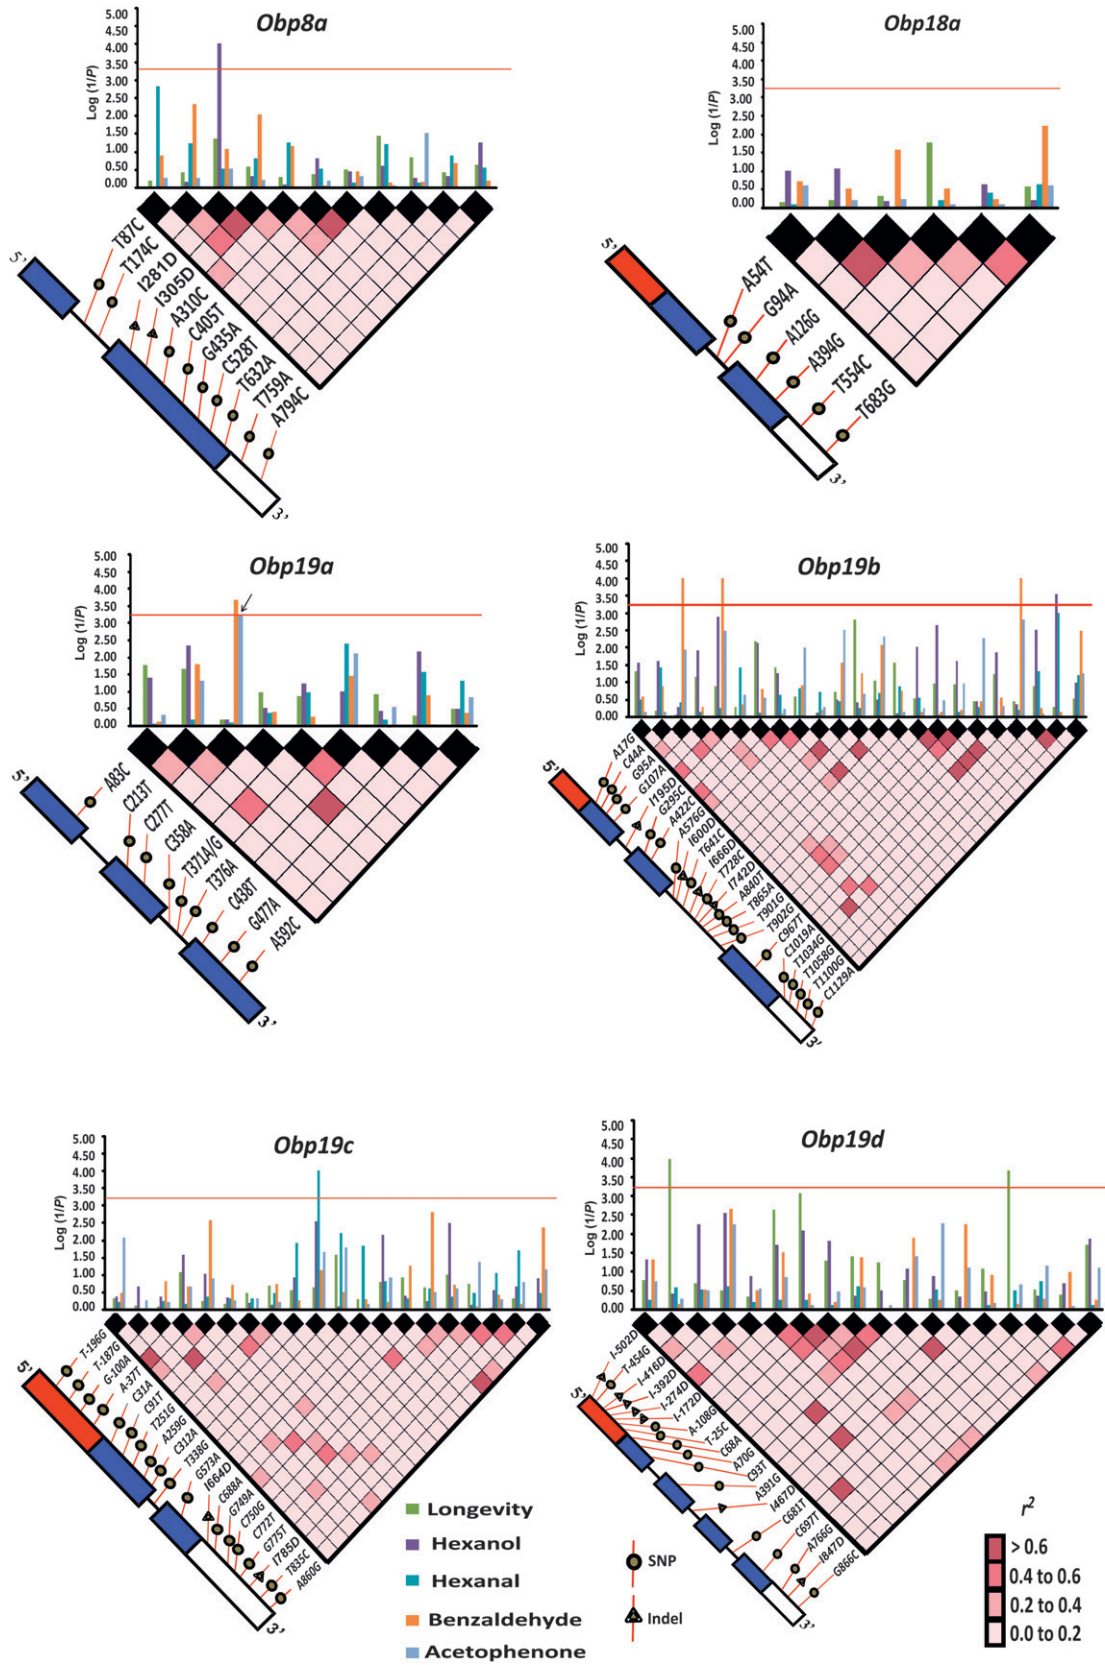 Obp8a
Log (1/P)
5.00
4.50
4.00
3.50
3.00
2.50
2.00
1.50
1.00
0.50
0.00
5'
T87C
T174C
I281D
I305D
A310C
C405T
G435A
C528T
T632A
T759A
A794C
3'
Obp18a
Log (1/P)
5.00
4.50
4.00
3.50
3.00
2.50
2.00
1.50
1.00
0.50
0.00
5'
A54T
G94A
A126G
A394G
T554C
T683G
3'
Obp19a
Log (1/P)
5.00
4.50
4.00
3.50
3.00
2.50
2.00
1.50
1.00
0.50
0.00
5'
A83C
C213T
C277T
C358A
T371A/G
T376A
C438T
G477A
A592C
3'
Obp19b
Log (1/P)
5.00
4.50
4.00
3.50
3.00
2.50
2.00
1.50
1.00
0.50
0.00
5'
A17G
C44A
G95A
G107A
I195D
G295C
A422C
A576G
I600D
T641C
I666D
T728C
I742D
A840T
T865A
T901G
T902G
C967T
C1019A
T1034G
T1058G
T1100G
C1129A
3'
Obp19c
Log (1/P)
5.00
4.50
4.00
3.50
3.00
2.50
2.00
1.50
1.00
0.50
0.00
5'
T-196G
T-187G
G-100A
A-37T
C31A
C91T
T251G
A259G
C312A
T338G
G573A
I664D
C688A
G749A
C750G
C772T
G775T
I785D
T835C
A860G
3'
Obp19d
Log (1/P)
5.00
4.50
4.00
3.50
3.00
2.50
2.00
1.50
1.00
0.50
0.00
5'
I-502D
T-454G
I-416D
I-392D
I-274D
I-172D
A-108G
T-25C
C68A
A70G
C93T
A391G
I467D
C681T
C697T
A766G
I847D
G866C
3'
Longevity
Hexanol
Hexanal
Benzaldehyde
Acetophenone
SNP
Indel
r²
> 0.6
0.4 to 0.6
0.2 to 0.4
0.0 to 0.2